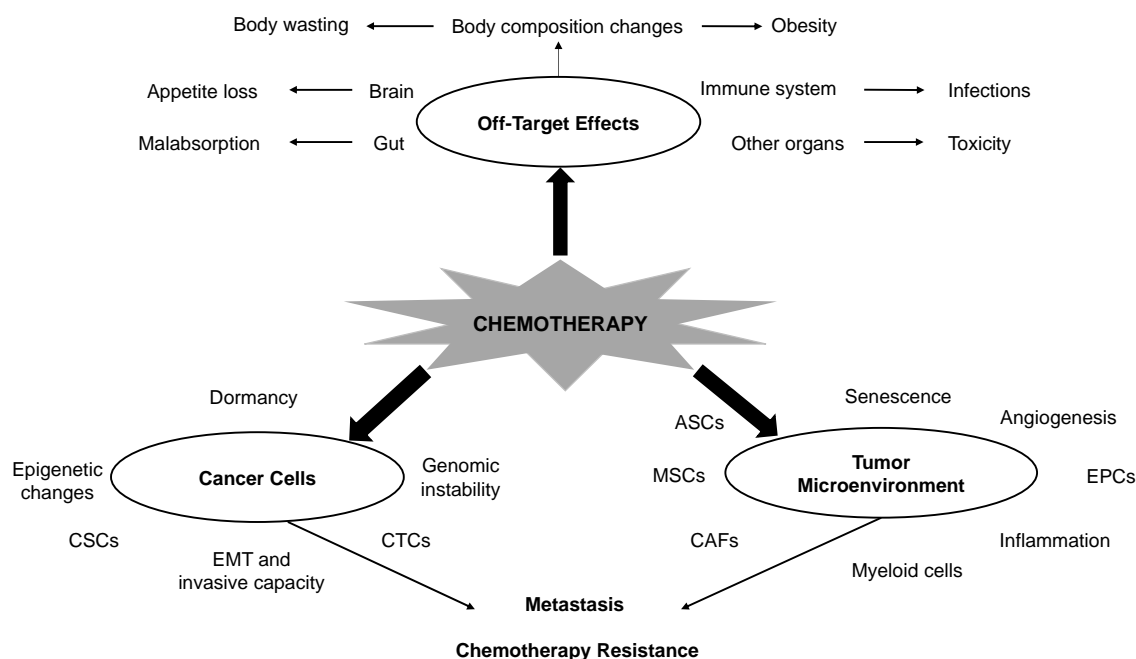 Body wasting
Body composition changes
Obesity
Appetite loss
Brain
Immune system
Infections
Off-Target Effects
Malabsorption
Gut
Other organs
Toxicity
CHEMOTHERAPY
Dormancy
Epigenetic
changes
Cancer Cells
Genomic
instability
CSCs
EMT and
invasive capacity
CTCs
Senescence
ASCs
Angiogenesis
MSCs
Tumor
Microenvironment
EPCs
CAFs
Inflammation
Myeloid cells
Metastasis
Chemotherapy Resistance